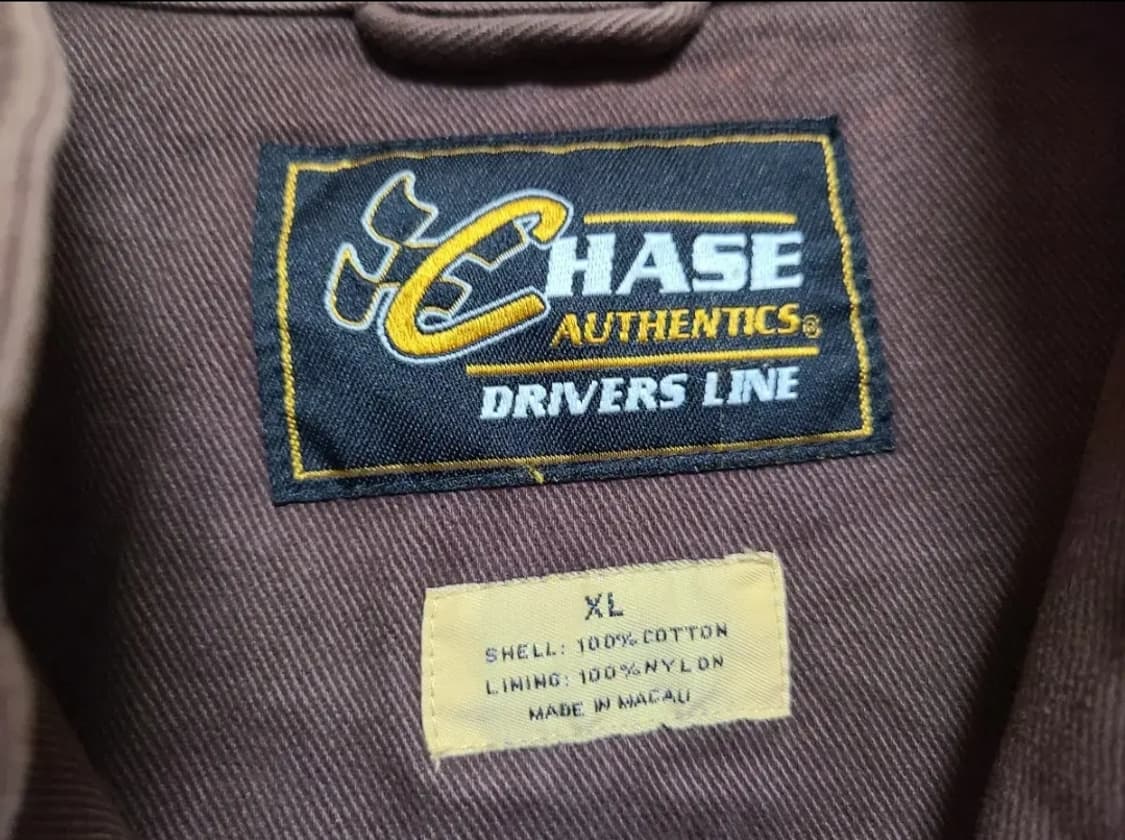 CHASE
AUTHENTICS®
DRIVERS LINE
XL
SHELL: 100% COTTON
LINING: 100% NYLON
MADE IN MACAU